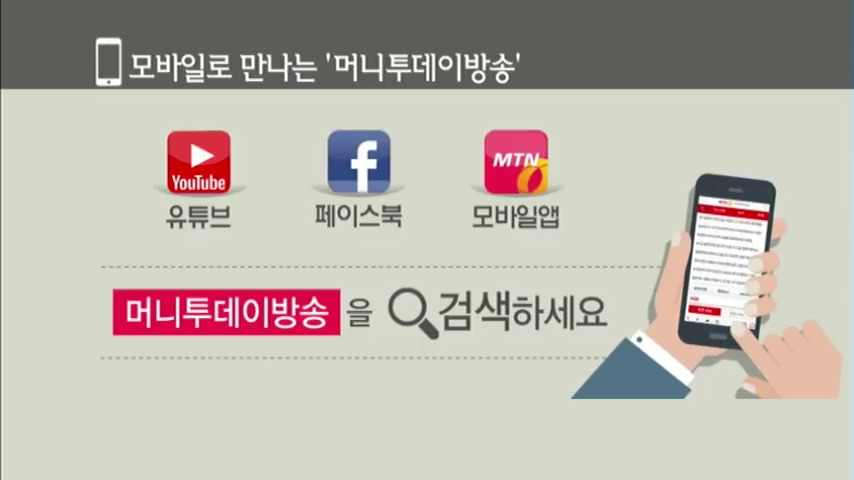 모바일로 만나는 '머니투데이방송'
YouTube
MTN
유튜브
페이스북
모바일앱
머니투데이방송을 검색하세요